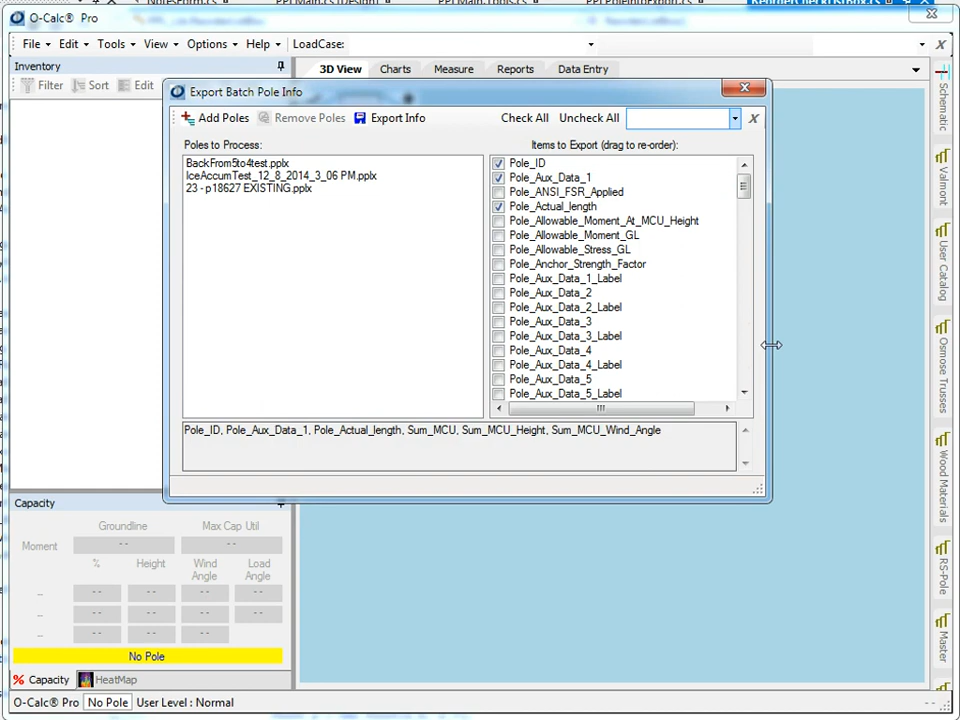 O-Calc® Pro
File Edit Tools View Options Help LoadCase:
Inventory
Filter Sort Edit
3D View Charts Measure Reports Data Entry
Export Batch Pole Info
Add Poles Remove Poles Export Info Check All Uncheck All
Poles to Process:
BackFrom5to4test.pplx
IceAccumTest_12_8_2014_3_06 PM.pplx
23 - p18627 EXISTING.pplx
Items to Export (drag to re-order):
Pole_ID
Pole_Aux_Data_1
Pole_ANSI_FSR_Applied
Pole_Actual_length
Pole_Allowable_Moment_At_MCU_Height
Pole_Allowable_Moment_GL
Pole_Allowable_Stress_GL
Pole_Anchor_Strength_Factor
Pole_Aux_Data_1_Label
Pole_Aux_Data_2
Pole_Aux_Data_2_Label
Pole_Aux_Data_3
Pole_Aux_Data_3_Label
Pole_Aux_Data_4
Pole_Aux_Data_4_Label
Pole_Aux_Data_5
Pole_Aux_Data_5_Label
Pole_ID, Pole_Aux_Data_1, Pole_Actual_length, Sum_MCU, Sum_MCU_Height, Sum_MCU_Wind_Angle
Schematic
Valmont
User Catalog
Osmose Trusses
Wood Materials
RS-Pole
Master
Capacity
Groundline Max Cap Util
Moment -- --
% Height Wind Angle Load Angle
-- -- -- -- --
-- -- -- -- --
-- -- -- --
No Pole
% Capacity HeatMap
O-Calc® Pro No Pole User Level : Normal --